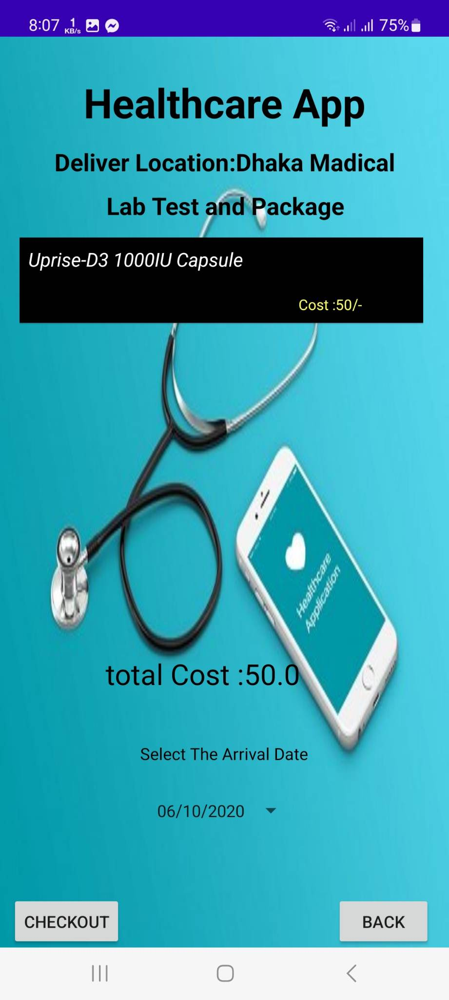 8:07 1 KB/s 75%
Healthcare App
Deliver Location:Dhaka Madical
Lab Test and Package
Uprise-D3 1000IU Capsule
Cost :50/-
Healthcare
Application
total Cost :50.0
Select The Arrival Date
06/10/2020
CHECKOUT BACK